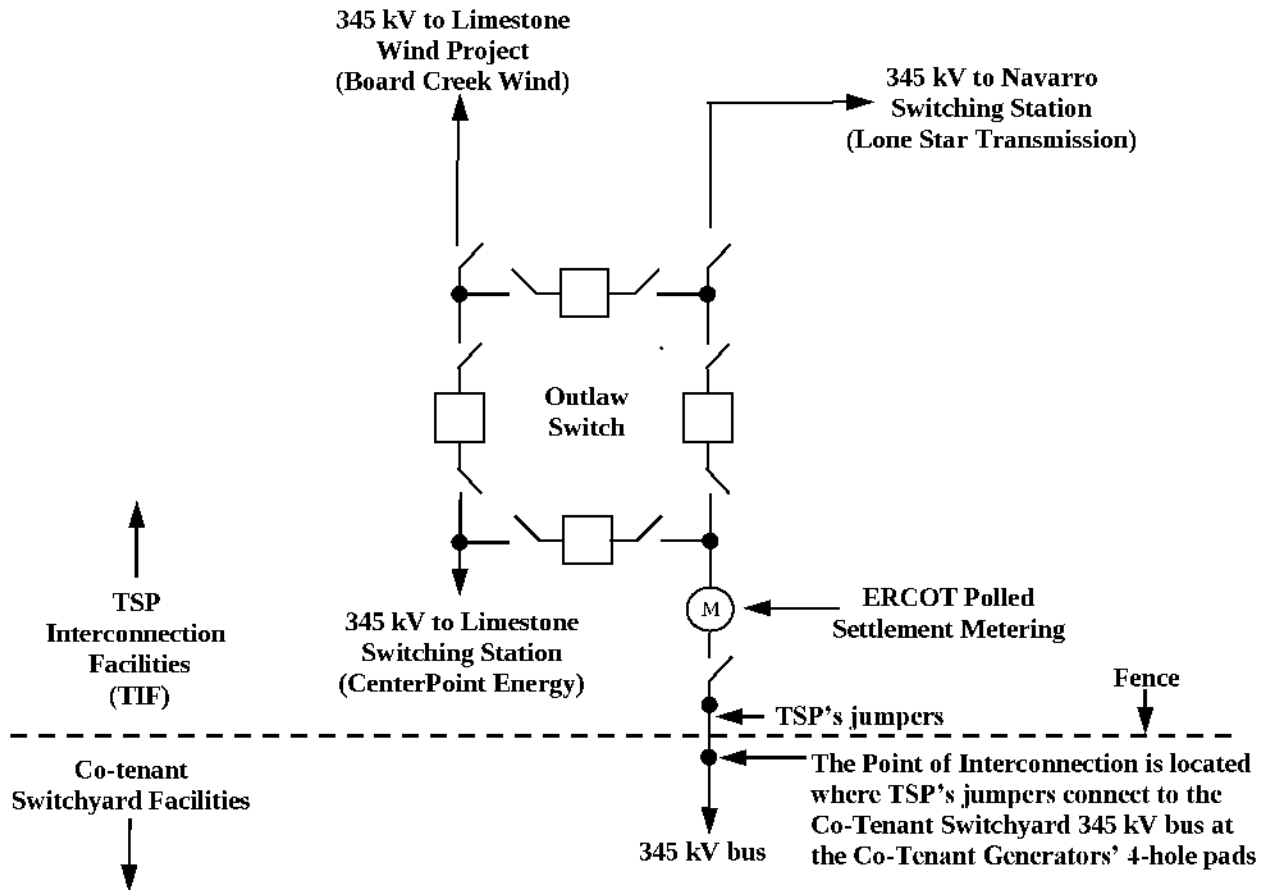 345 kV to Limestone
Wind Project
(Board Creek Wind)
345 kV to Navarro
Switching Station
(Lone Star Transmission)
Outlaw
Switch
TSP
Interconnection
Facilities
(TIF)
345 kV to Limestone
Switching Station
(CenterPoint Energy)
M
ERCOT Polled
Settlement Metering
Fence
TSP's jumpers
Co-tenant
Switchyard Facilities
The Point of Interconnection is located
where TSP's jumpers connect to the
Co-Tenant Switchyard 345 kV bus at
the Co-Tenant Generators' 4-hole pads
345 kV bus